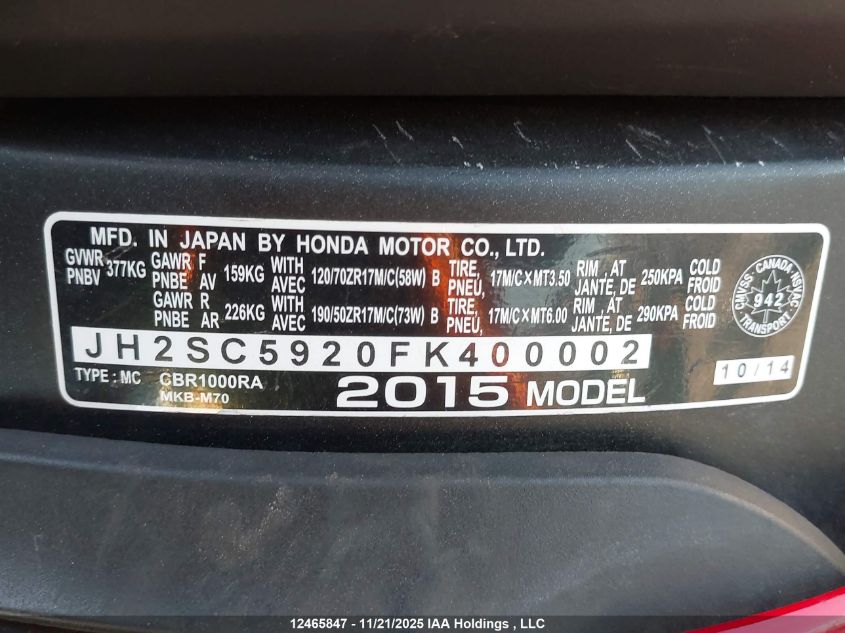 MFD. IN JAPAN BY HONDA MOTOR CO., LTD.
GVWR PNBV 377KG GAWR F PNBE AV 159KG WITH AVEC 120/70ZR17M/C(58W) B TIRE, PNEU, 17M/C×MT3.50 RIM , AT JANTE, DE 250KPA COLD FROID
GAWR R PNBE AR 226KG WITH AVEC 190/50ZR17M/C(73W) B TIRE, PNEU, 17M/C×MT6.00 RIM , AT JANTE, DE 290KPA COLD FROID
CMVSS - CANADA - NSVAC
942
TRANSPORT
JH2SC5920FK400002
10/14
TYPE : MC CBR1000RA
MKB-M70
2015 MODEL
12465847 - 11/21/2025 IAA Holdings , LLC